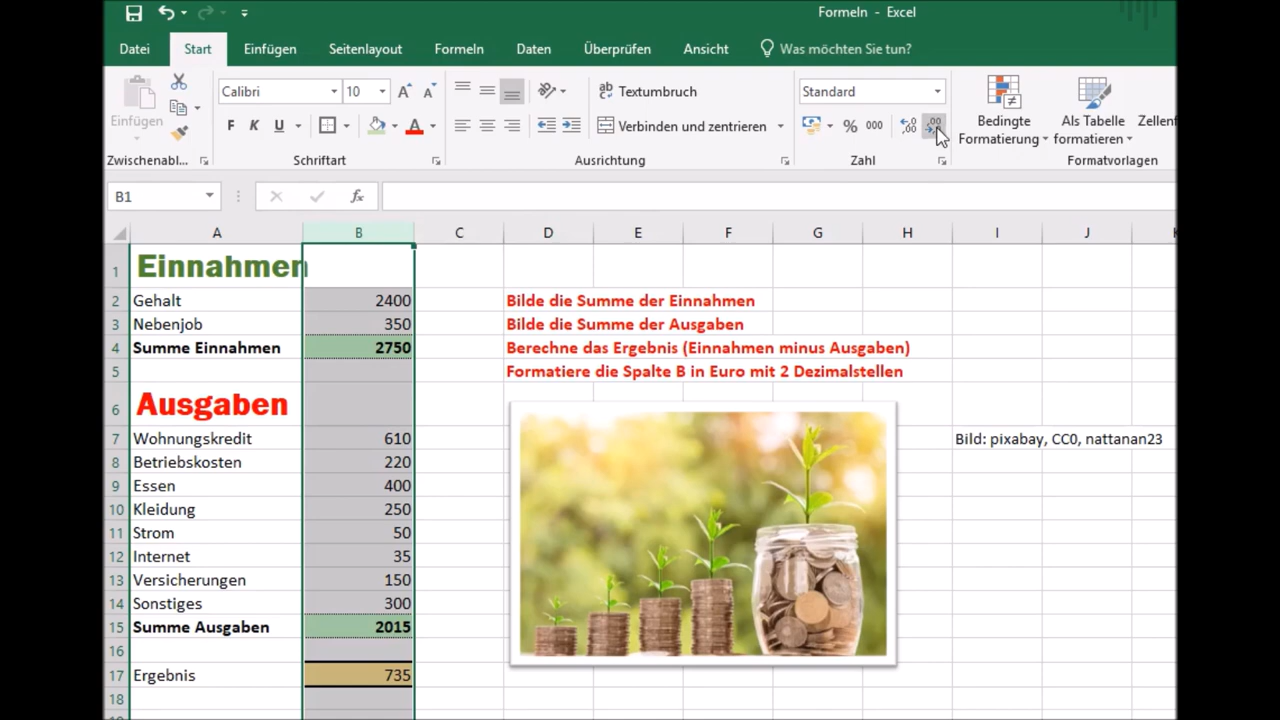 Formeln - Excel
Datei Start Einfügen Seitenlayout Formeln Daten Überprüfen Ansicht Was möchten Sie tun?
Einfügen
Calibri 10 A A
Textumbruch
Standard
F K U A
Verbinden und zentrieren
% 000
Bedingte Formatierung
Als Tabelle formatieren
Zellenf
Zwischenabl... Schriftart Ausrichtung Zahl Formatvorlagen
B1 fx
A B C D E F G H I J K
1 Einnahmen
2 Gehalt 2400 Bilde die Summe der Einnahmen
3 Nebenjob 350 Bilde die Summe der Ausgaben
4 Summe Einnahmen 2750 Berechne das Ergebnis (Einnahmen minus Ausgaben)
5 Formatiere die Spalte B in Euro mit 2 Dezimalstellen
6 Ausgaben
7 Wohnungskredit 610 Bild: pixabay, CC0, nattanan23
8 Betriebskosten 220
9 Essen 400
10 Kleidung 250
11 Strom 50
12 Internet 35
13 Versicherungen 150
14 Sonstiges 300
15 Summe Ausgaben 2015
16
17 Ergebnis 735
18